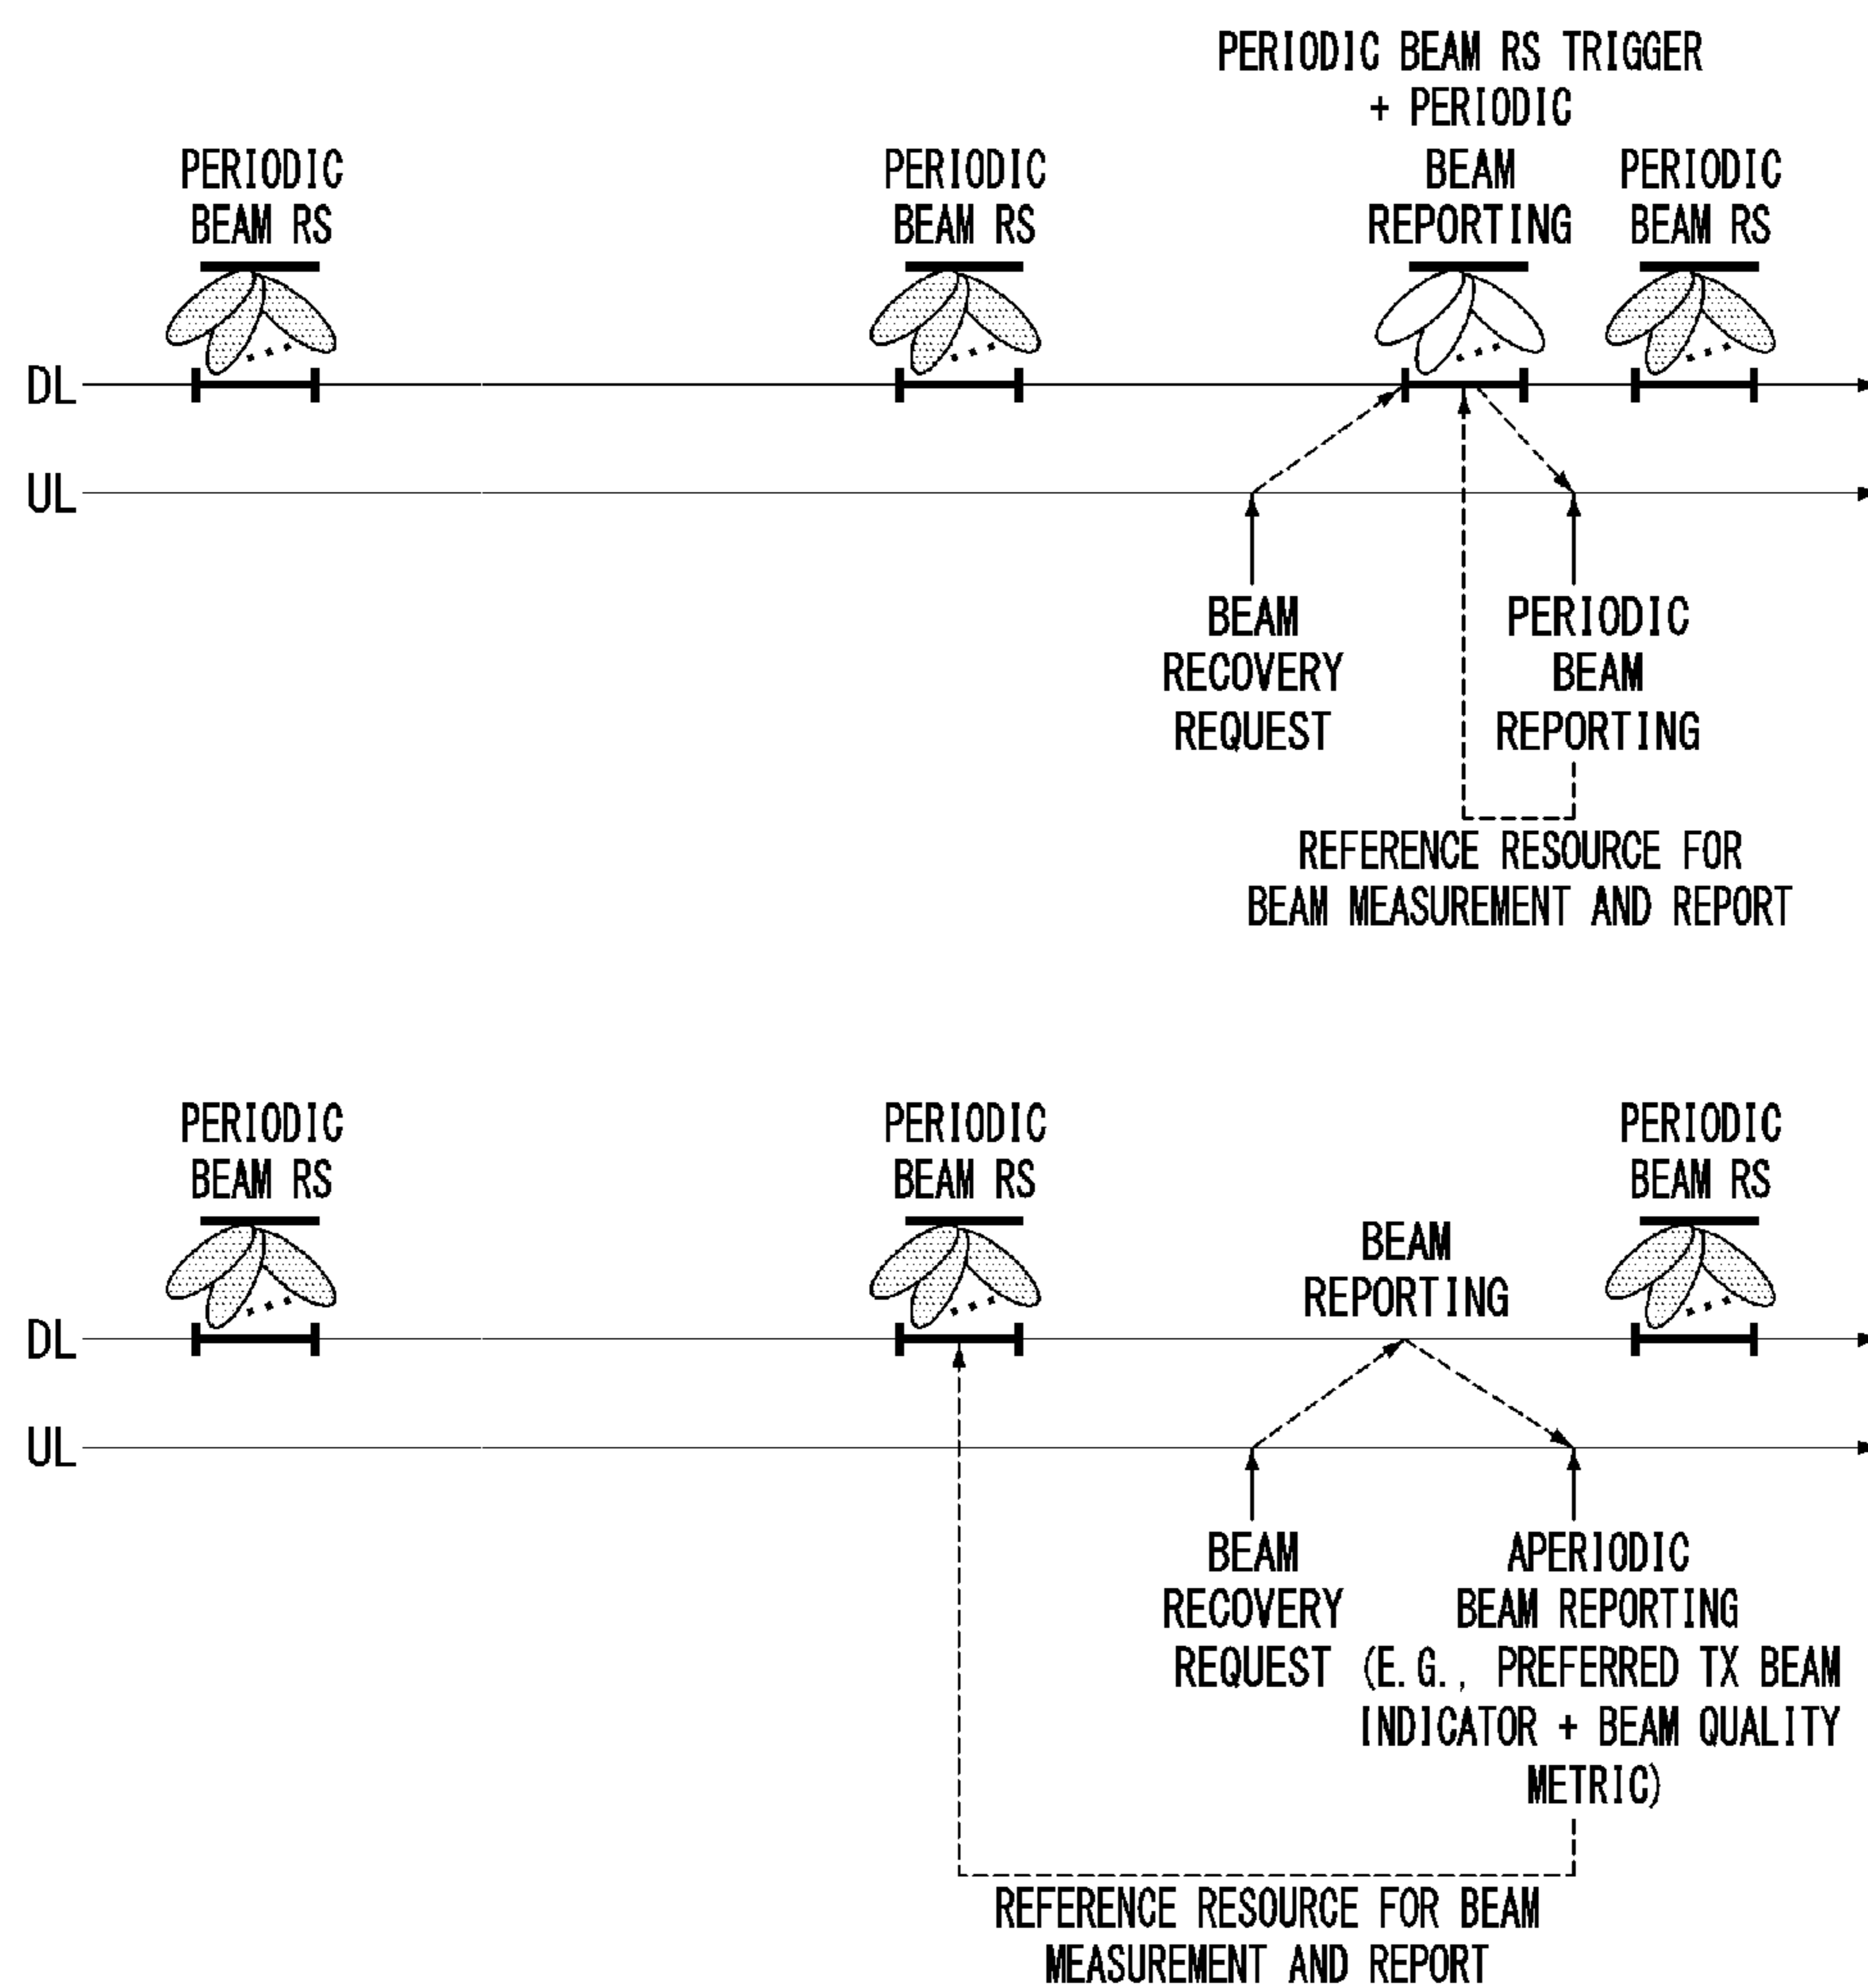 PERIODIC BEAM RS TRIGGER
+ PERIODIC
BEAM
REPORTING
PERIODIC
BEAM RS
PERIODIC
BEAM RS
PERIODIC
BEAM RS
DL
UL
BEAM
RECOVERY
REQUEST
PERIODIC
BEAM
REPORTING
REFERENCE RESOURCE FOR
BEAM MEASUREMENT AND REPORT
PERIODIC
BEAM RS
PERIODIC
BEAM RS
BEAM
REPORTING
PERIODIC
BEAM RS
DL
UL
BEAM
RECOVERY
REQUEST
APERIODIC
BEAM REPORTING
(E.G., PREFERRED TX BEAM
INDICATOR + BEAM QUALITY
METRIC)
REFERENCE RESOURCE FOR BEAM
MEASUREMENT AND REPORT